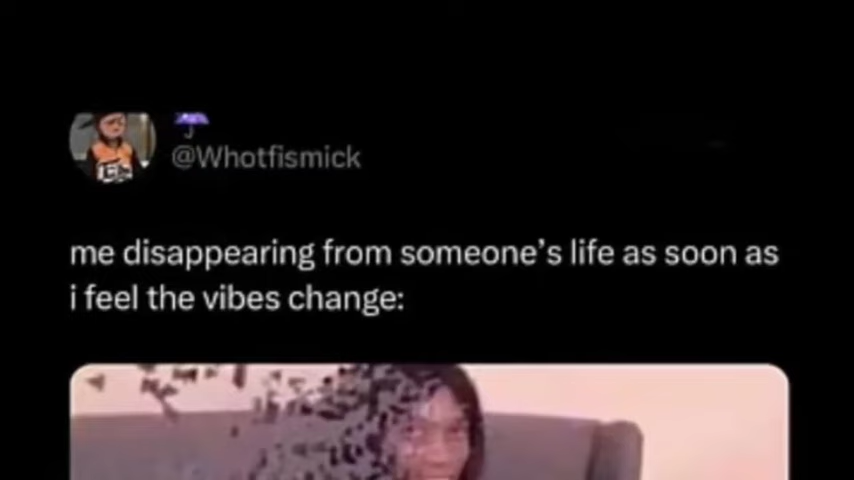 @Whotfismick
me disappearing from someone’s life as soon as
i feel the vibes change: